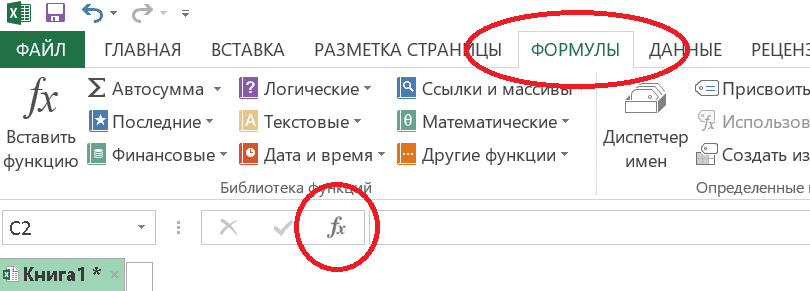 ФАЙЛ ГЛАВНАЯ ВСТАВКА РАЗМЕТКА СТРАНИЦЫ ФОРМУЛЫ ДАННЫЕ РЕЦЕНЗ
fx Σ Автосумма ? Логические Ссылки и массивы Присвоить
Вставить функцию Последние A Текстовые θ Математические Диспетчер имен Использов
Финансовые Дата и время Другие функции Создать из
Библиотека функций Определенные
C2 fx
Книга1 *